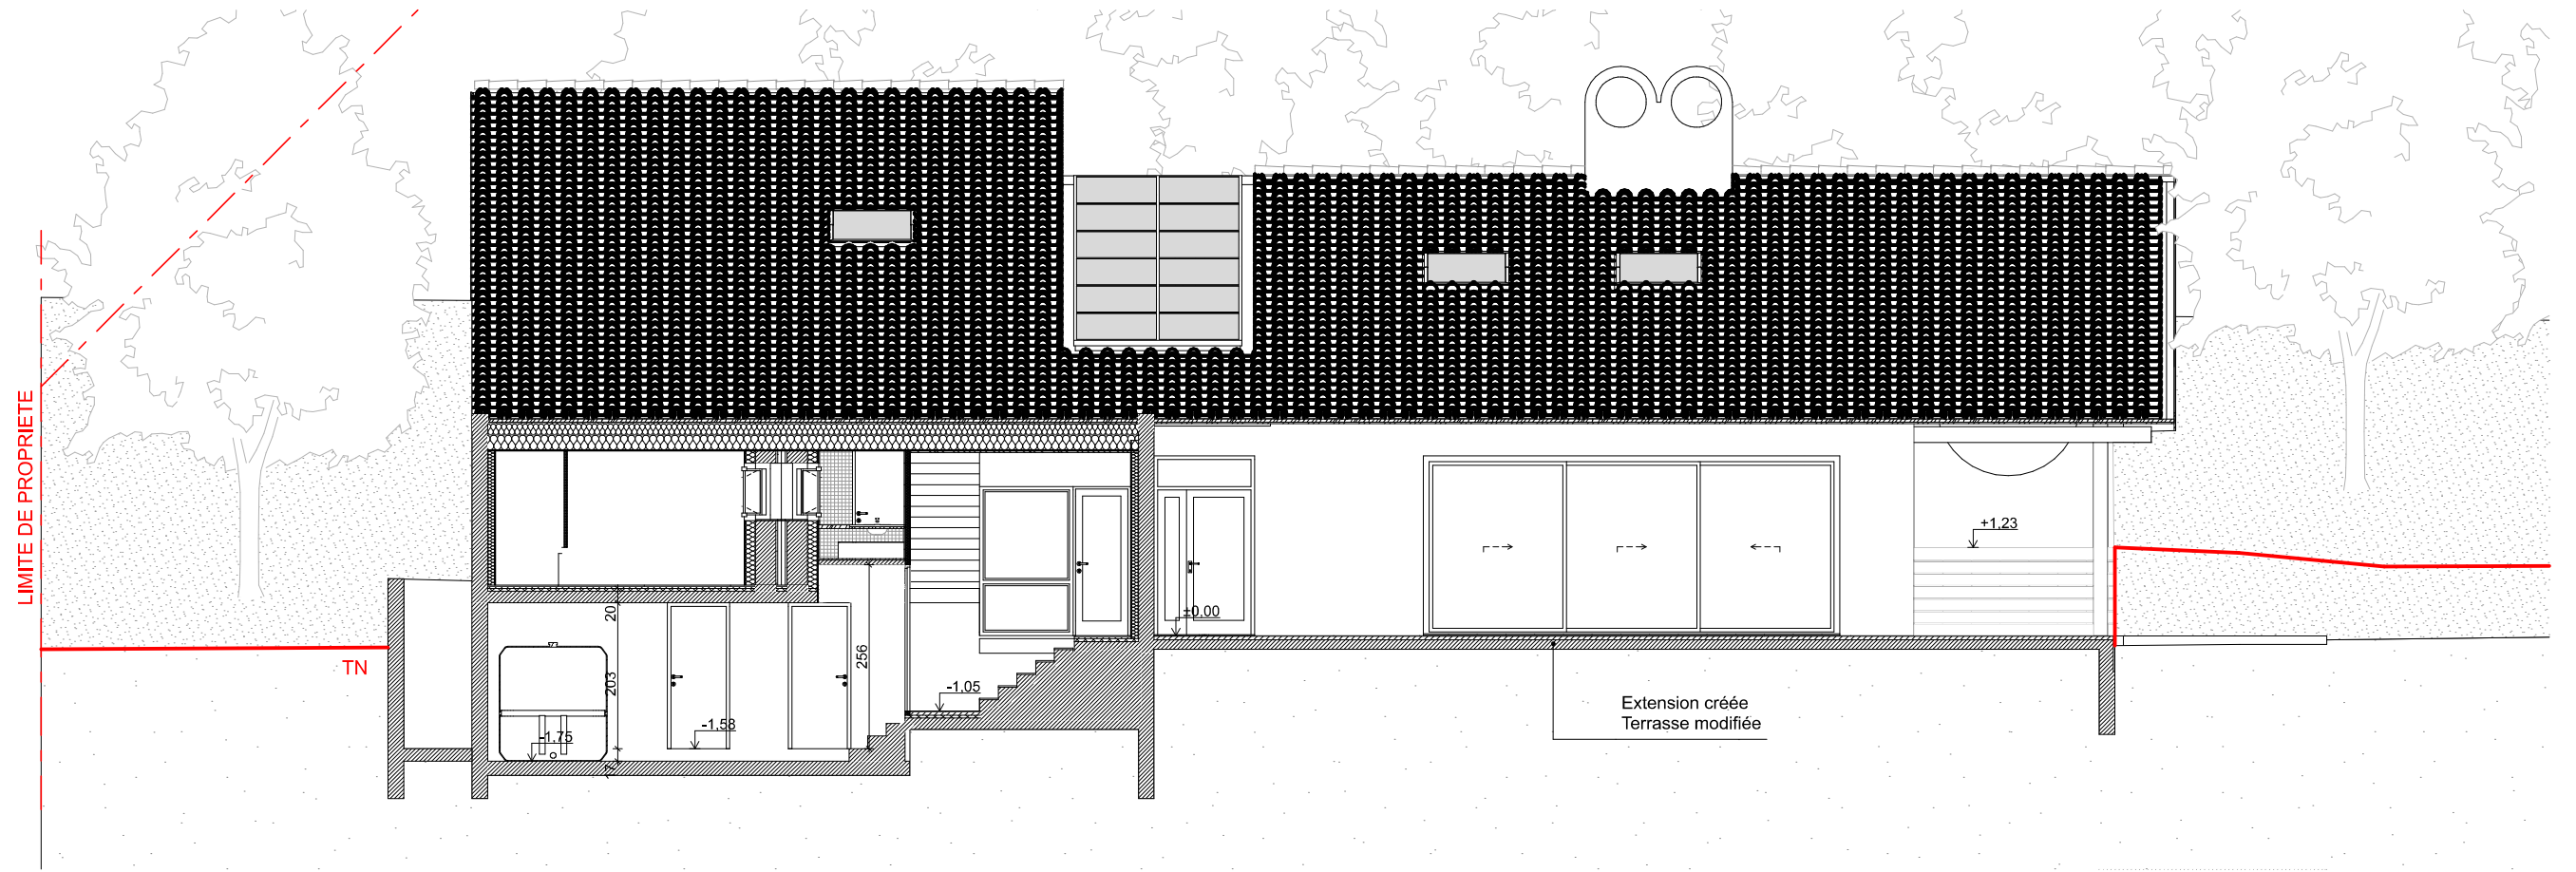 LIMITE DE PROPRIETE
TN
20
203
17
256
-1,75
-1,58
-1,05
±0,00
+1,23
Extension créée
Terrasse modifiée